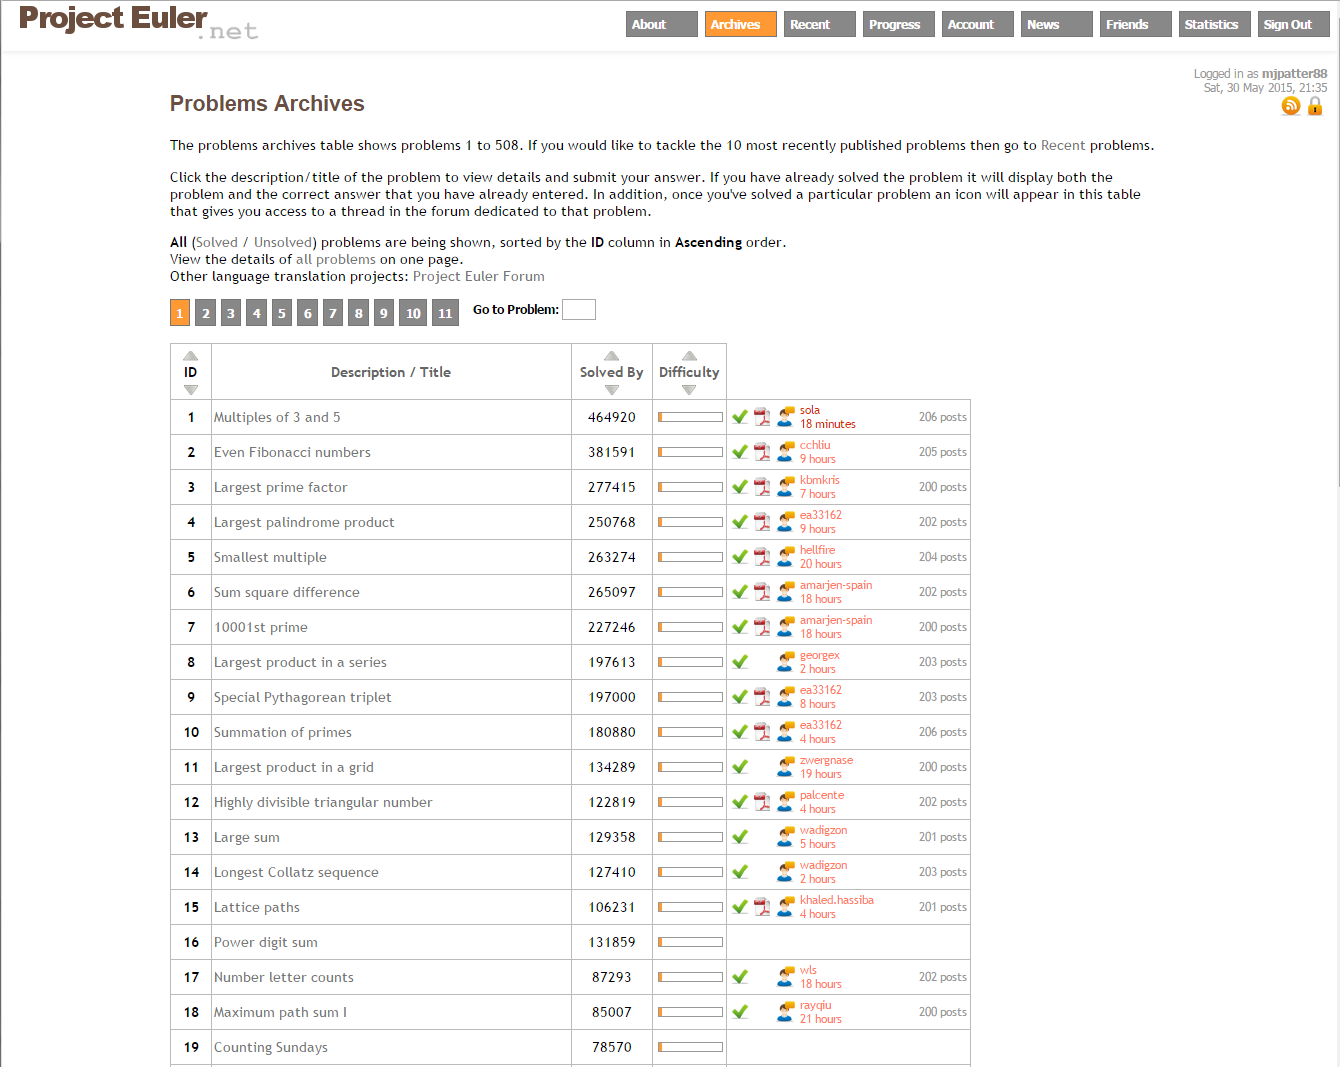 Project Euler
.net
About Archives Recent Progress Account News Friends Statistics Sign Out
Logged in as mjpatter88
Sat, 30 May 2015, 21:35
Problems Archives
The problems archives table shows problems 1 to 508. If you would like to tackle the 10 most recently published problems then go to Recent problems.
Click the description/title of the problem to view details and submit your answer. If you have already solved the problem it will display both the
problem and the correct answer that you have already entered. In addition, once you've solved a particular problem an icon will appear in this table
that gives you access to a thread in the forum dedicated to that problem.
All (Solved / Unsolved) problems are being shown, sorted by the ID column in Ascending order.
View the details of all problems on one page.
Other language translation projects: Project Euler Forum
1 2 3 4 5 6 7 8 9 10 11 Go to Problem:
ID Description / Title Solved By Difficulty
1 Multiples of 3 and 5 464920 sola 18 minutes 206 posts
2 Even Fibonacci numbers 381591 cchliu 9 hours 205 posts
3 Largest prime factor 277415 kbmkris 7 hours 200 posts
4 Largest palindrome product 250768 ea33162 9 hours 202 posts
5 Smallest multiple 263274 hellfire 20 hours 204 posts
6 Sum square difference 265097 amarjen-spain 18 hours 202 posts
7 10001st prime 227246 amarjen-spain 18 hours 200 posts
8 Largest product in a series 197613 georgex 2 hours 203 posts
9 Special Pythagorean triplet 197000 ea33162 8 hours 203 posts
10 Summation of primes 180880 ea33162 4 hours 206 posts
11 Largest product in a grid 134289 zwergnase 19 hours 200 posts
12 Highly divisible triangular number 122819 palcente 4 hours 202 posts
13 Large sum 129358 wadigzon 5 hours 201 posts
14 Longest Collatz sequence 127410 wadigzon 2 hours 203 posts
15 Lattice paths 106231 khaled.hassiba 4 hours 201 posts
16 Power digit sum 131859
17 Number letter counts 87293 wls 18 hours 202 posts
18 Maximum path sum I 85007 rayqiu 21 hours 200 posts
19 Counting Sundays 78570